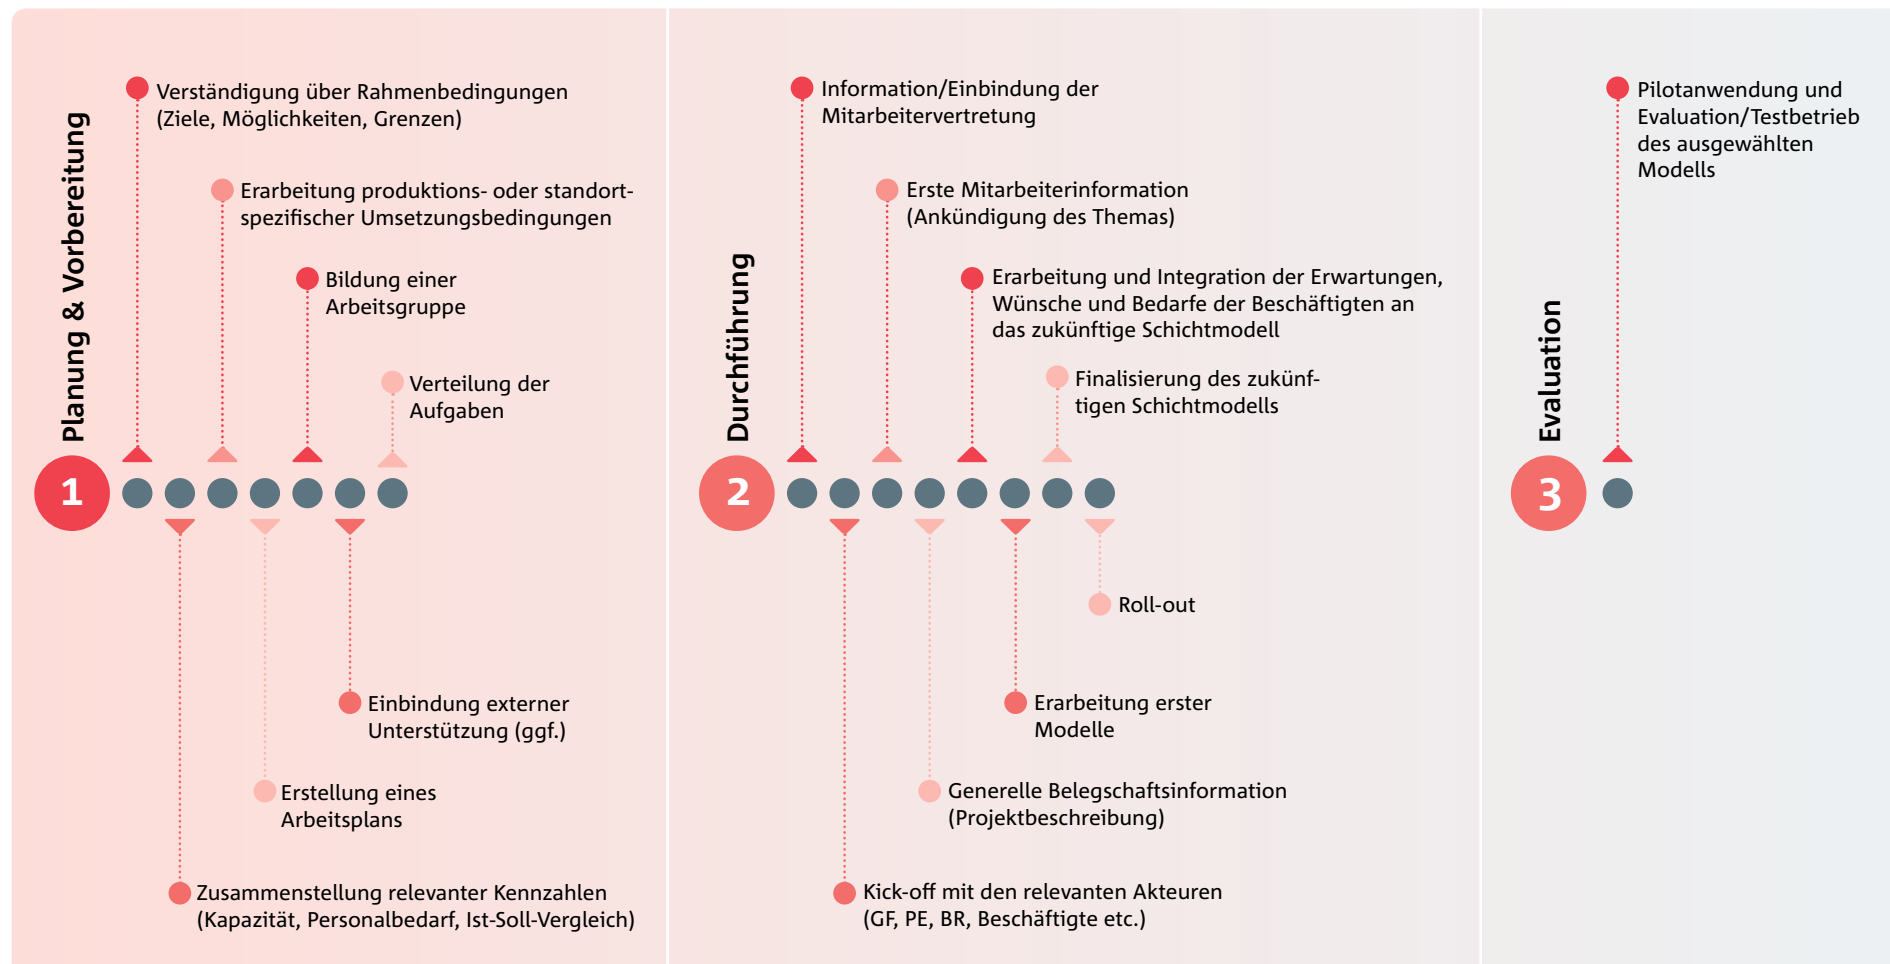 Planung & Vorbereitung
1
Verständigung über Rahmenbedingungen
(Ziele, Möglichkeiten, Grenzen)
Erarbeitung produktions- oder standort-
spezifischer Umsetzungsbedingungen
Bildung einer
Arbeitsgruppe
Verteilung der
Aufgaben
Einbindung externer
Unterstützung (ggf.)
Erstellung eines
Arbeitsplans
Zusammenstellung relevanter Kennzahlen
(Kapazität, Personalbedarf, Ist-Soll-Vergleich)
Durchführung
2
Information/Einbindung der
Mitarbeitervertretung
Erste Mitarbeiterinformation
(Ankündigung des Themas)
Erarbeitung und Integration der Erwartungen,
Wünsche und Bedarfe der Beschäftigten an
das zukünftige Schichtmodell
Finalisierung des zukünf-
tigen Schichtmodells
Roll-out
Erarbeitung erster
Modelle
Generelle Belegschaftsinformation
(Projektbeschreibung)
Kick-off mit den relevanten Akteuren
(GF, PE, BR, Beschäftigte etc.)
Evaluation
3
Pilotanwendung und
Evaluation/Testbetrieb
des ausgewählten
Modells